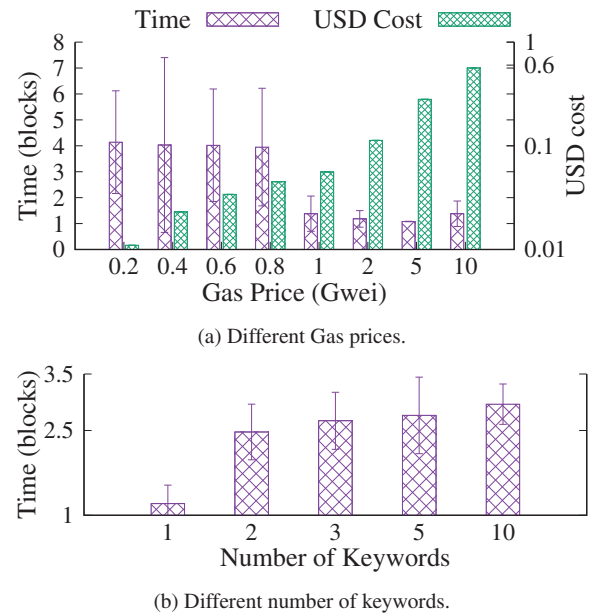 Time USD Cost
8 1
7 0.6
6
5
4 0.1
3
2
1
0 0.01
Time (blocks)
USD cost
0.2 0.4 0.6 0.8 1 2 5 10
Gas Price (Gwei)
(a) Different Gas prices.
3.5
2.5
1
Time (blocks)
1 2 3 5 10
Number of Keywords
(b) Different number of keywords.